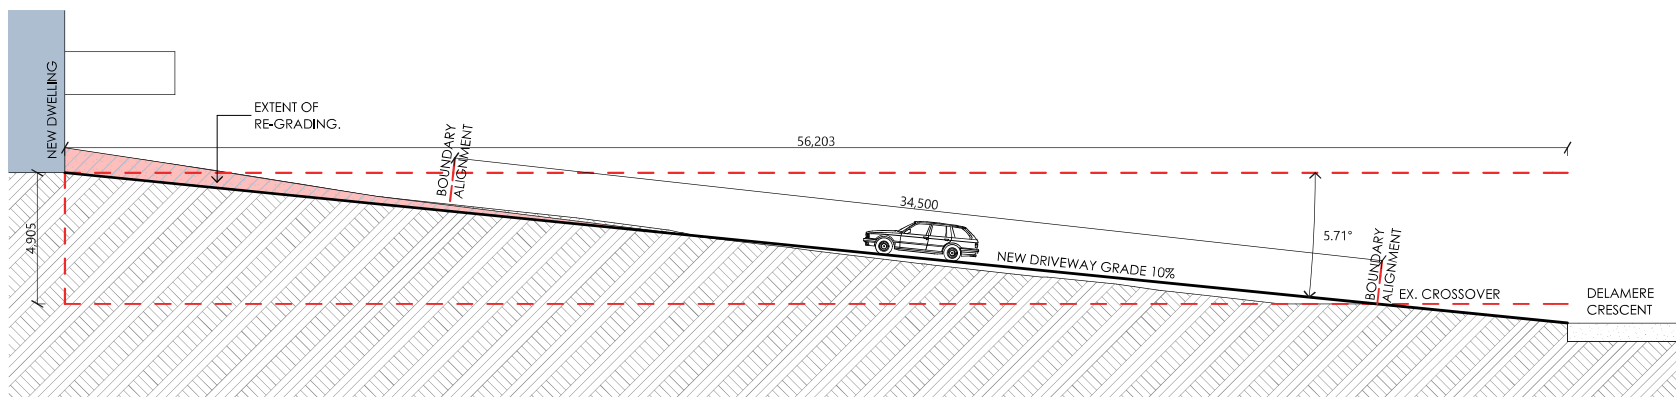 NEW DWELLING
EXTENT OF
RE-GRADING.
BOUNDARY
ALIGNMENT
56,203
34,500
4,905
5.71°
NEW DRIVEWAY GRADE 10%
BOUNDARY
ALIGNMENT
EX. CROSSOVER
DELAMERE
CRESCENT